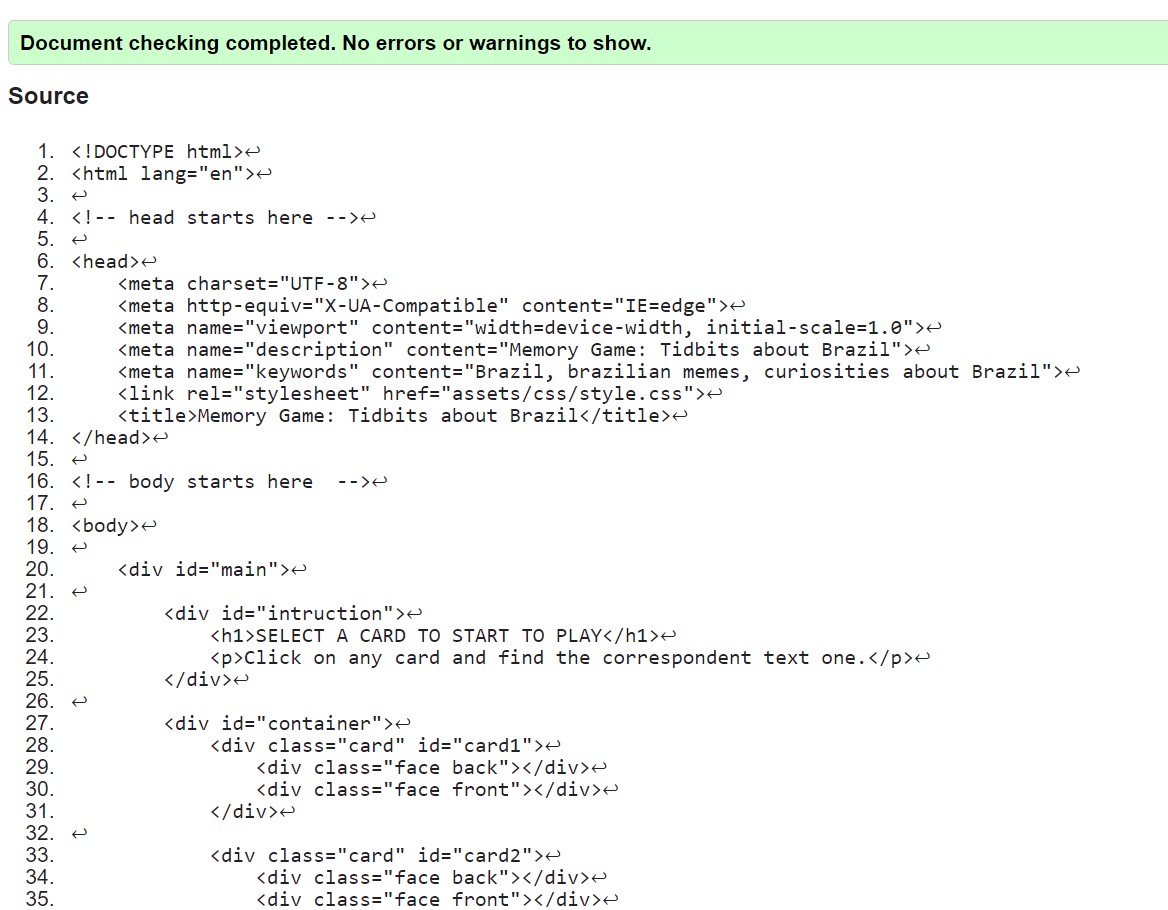 Document checking completed. No errors or warnings to show.
Source
1. <!DOCTYPE html>↩
2. <html lang="en">↩
3. ↩
4. <!-- head starts here -->↩
5. ↩
6. <head>↩
7.     <meta charset="UTF-8">↩
8.     <meta http-equiv="X-UA-Compatible" content="IE=edge">↩
9.     <meta name="viewport" content="width=device-width, initial-scale=1.0">↩
10.     <meta name="description" content="Memory Game: Tidbits about Brazil">↩
11.     <meta name="keywords" content="Brazil, brazilian memes, curiosities about Brazil">↩
12.     <link rel="stylesheet" href="assets/css/style.css">↩
13.     <title>Memory Game: Tidbits about Brazil</title>↩
14. </head>↩
15. ↩
16. <!-- body starts here  -->↩
17. ↩
18. <body>↩
19. ↩
20.     <div id="main">↩
21. ↩
22.         <div id="intruction">↩
23.             <h1>SELECT A CARD TO START TO PLAY</h1>↩
24.             <p>Click on any card and find the correspondent text one.</p>↩
25.         </div>↩
26. ↩
27.         <div id="container">↩
28.             <div class="card" id="card1">↩
29.                 <div class="face back"></div>↩
30.                 <div class="face front"></div>↩
31.             </div>↩
32. ↩
33.             <div class="card" id="card2">↩
34.                 <div class="face back"></div>↩
35.                 <div class="face front"></div>↩